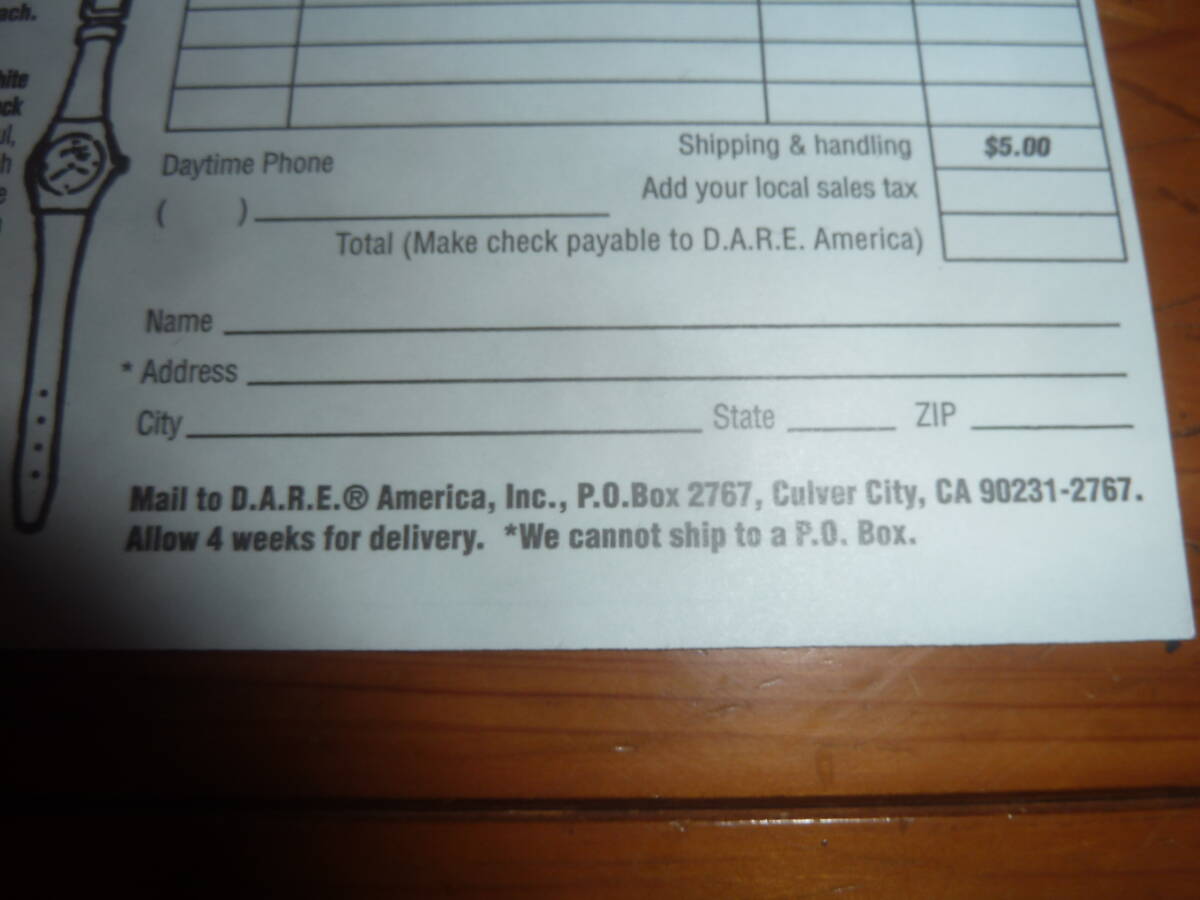 ach.
Shipping & handling $5.00
Daytime Phone
Add your local sales tax
( )
Total (Make check payable to D.A.R.E. America)
Name
* Address
City State ZIP
Mail to D.A.R.E.® America, Inc., P.O.Box 2767, Culver City, CA 90231-2767.
Allow 4 weeks for delivery. *We cannot ship to a P.O. Box.